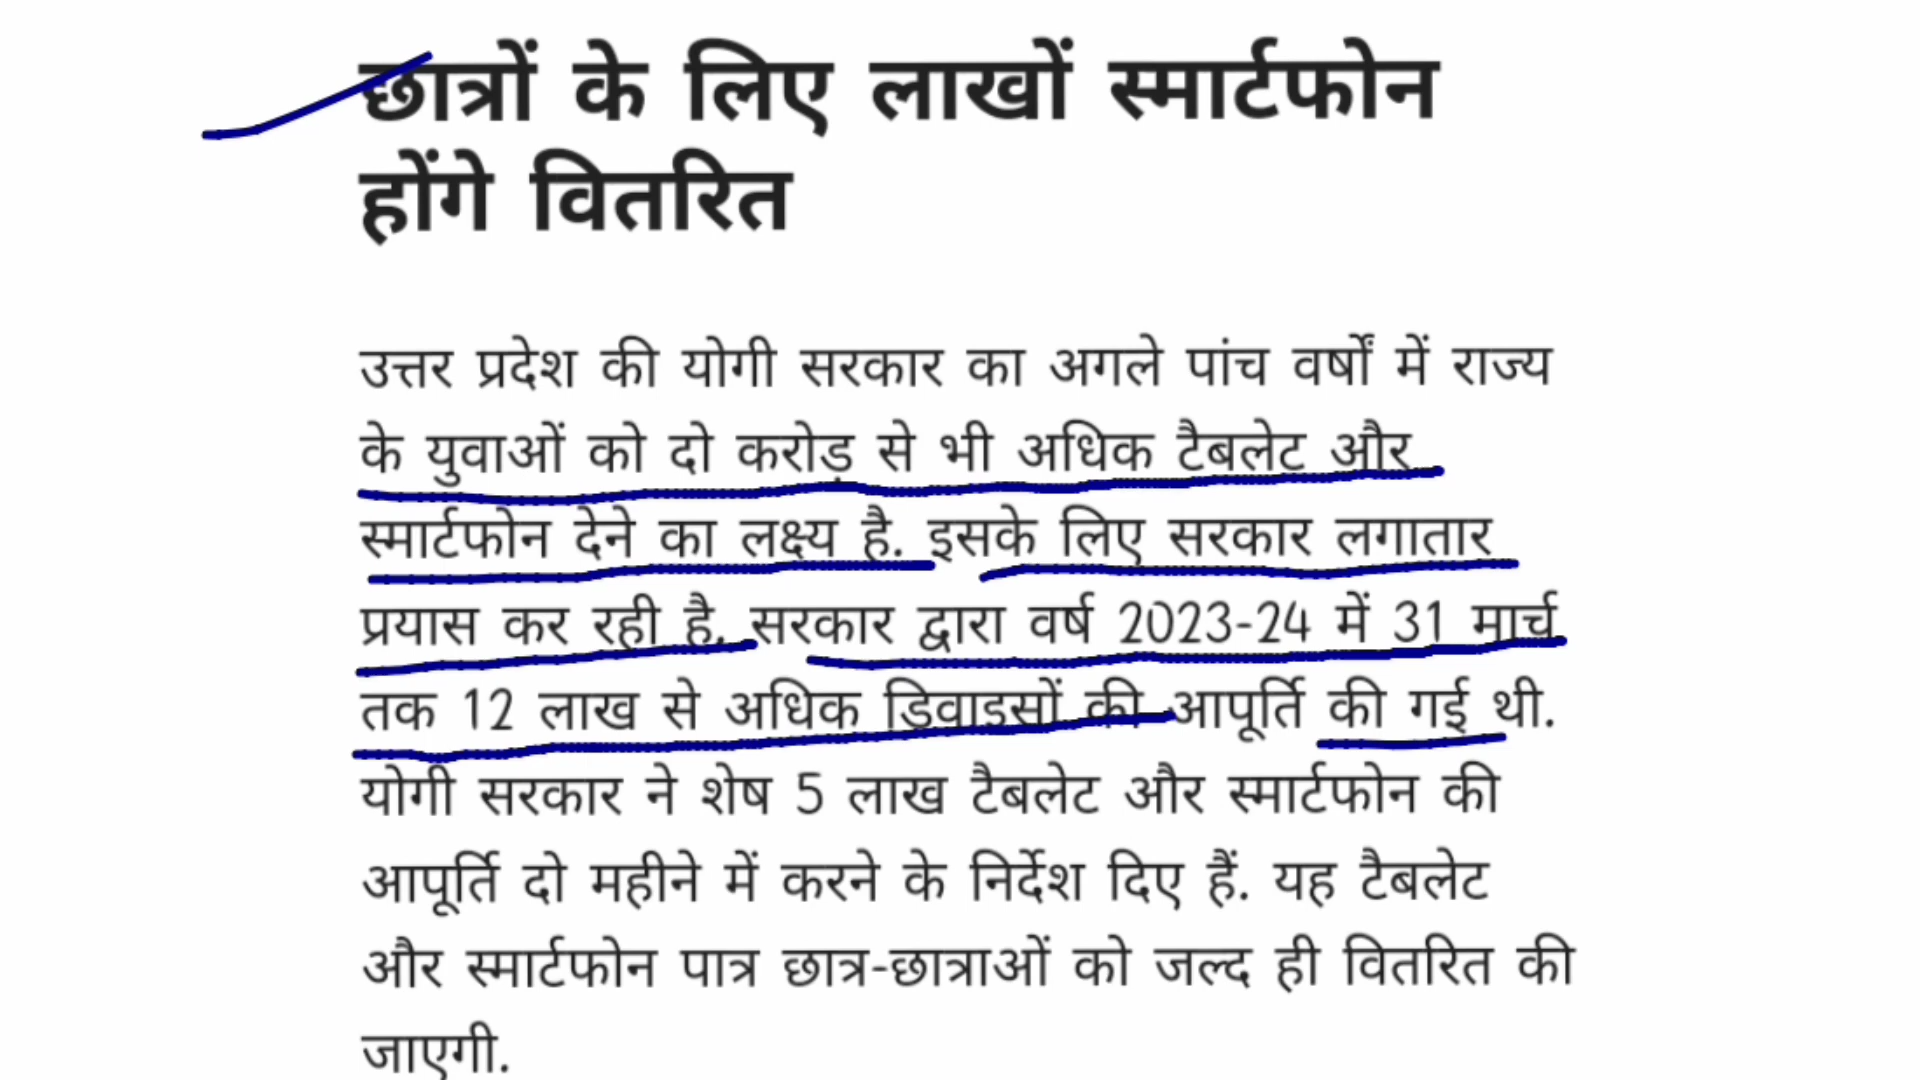 छात्रों के लिए लाखों स्मार्टफोन
होंगे वितरित
उत्तर प्रदेश की योगी सरकार का अगले पांच वर्षों में राज्य
के युवाओं को दो करोड़ से भी अधिक टैबलेट और
स्मार्टफोन देने का लक्ष्य है. इसके लिए सरकार लगातार
प्रयास कर रही है. सरकार द्वारा वर्ष 2023-24 में 31 मार्च
तक 12 लाख से अधिक डिवाइसों की आपूर्ति की गई थी.
योगी सरकार ने शेष 5 लाख टैबलेट और स्मार्टफोन की
आपूर्ति दो महीने में करने के निर्देश दिए हैं. यह टैबलेट
और स्मार्टफोन पात्र छात्र-छात्राओं को जल्द ही वितरित की
जाएगी.